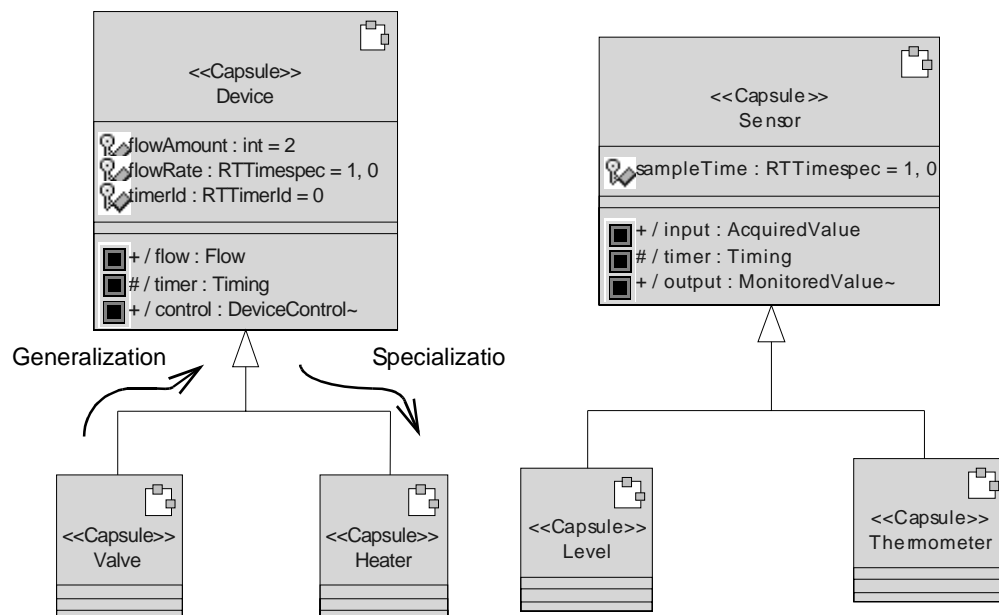 <<Capsule>>
Device
flowAmount : int = 2
flowRate : RTTimespec = 1, 0
timerId : RTTimerId = 0
+ / flow : Flow
# / timer : Timing
+ / control : DeviceControl~
<<Capsule>>
Sensor
sampleTime : RTTimespec = 1, 0
+ / input : AcquiredValue
# / timer : Timing
+ / output : MonitoredValue~
Generalization
Specializatio
<<Capsule>>
Valve
<<Capsule>>
Heater
<<Capsule>>
Level
<<Capsule>>
Thermometer